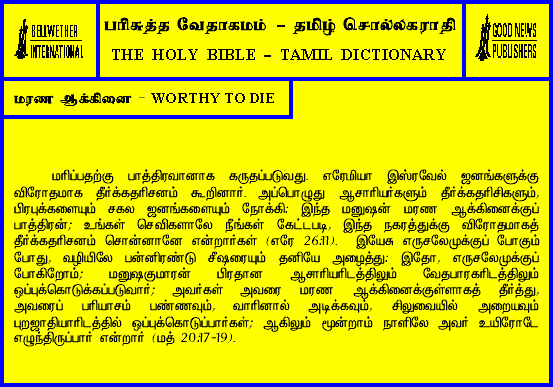 BELLWETHER
INTERNATIONAL
பரிசுத்த வேதாகமம் - தமிழ் சொல்லகராதி
THE HOLY BIBLE - TAMIL DICTIONARY
GOOD NEWS
PUBLISHERS
மரண ஆக்கினை - WORTHY TO DIE
மரிப்பதற்கு பாத்திரவானாக கருதப்படுவது. எரேமியா இஸ்ரவேல் ஜனங்களுக்கு
விரோதமாக தீர்க்கதரிசனம் கூறினார். அப்பொழுது ஆசாரியர்களும் தீர்க்கதரிசிகளும்,
பிரபுக்களையும் சகல ஜனங்களையும் நோக்கி: இந்த மனுஷன் மரண ஆக்கினைக்குப்
பாத்திரன்; உங்கள் செவிகளாலே நீங்கள் கேட்டபடி, இந்த நகரத்துக்கு விரோதமாகத்
தீர்க்கதரிசனம் சொன்னானே என்றார்கள் (எரே 26:11). இயேசு எருசலேமுக்குப் போகும்
போது, வழியிலே பன்னிரண்டு சீஷரையும் தனியே அழைத்து: இதோ, எருசலேமுக்குப்
போகிறோம்; மனுஷகுமாரன் பிரதான ஆசாரியரிடத்திலும் வேதபாரகரிடத்திலும்
ஒப்புக்கொடுக்கப்படுவார்; அவர்கள் அவரை மரண ஆக்கினைக்குள்ளாகத் தீர்த்து,
அவரைப் பரியாசம் பண்ணவும், வாரினால் அடிக்கவும், சிலுவையில் அறையவும்
புறஜாதியாரிடத்தில் ஒப்புக்கொடுப்பார்கள்; ஆகிலும் மூன்றாம் நாளிலே அவர் உயிரோடே
எழுந்திருப்பார் என்றார் (மத் 20:17-19).